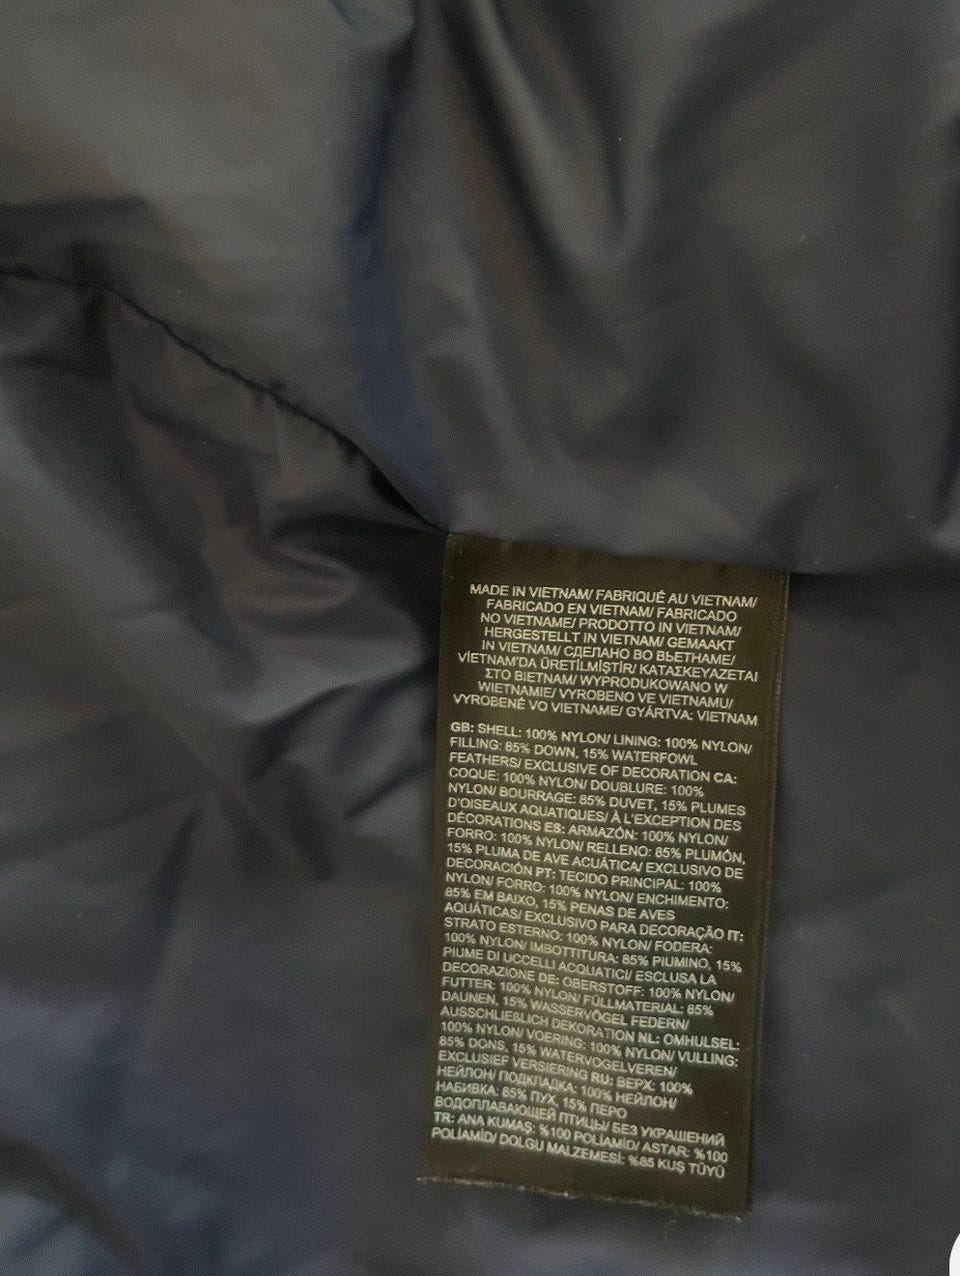 MADE IN VIETNAM/ FABRIQUÉ AU VIETNAM/
FABRICADO EN VIETNAM/ FABRICADO
NO VIETNAME/ PRODOTTO IN VIETNAM/
HERGESTELLT IN VIETNAM/ GEMAAKT
IN VIETNAM/ СДЕЛАНО ВО ВЬЕТНАМЕ/
VİETNAM'DA ÜRETİLMİŞTİR/ ΚΑΤΑΣΚΕΥΑΖΕΤΑΙ
ΣΤΟ ΒΙΕΤΝΑΜ/ WYPRODUKOWANO W
WIETNAMIE/ VYROBENO VE VIETNAMU/
VYROBENÉ VO VIETNAME/ GYÁRTVA: VIETNAM
GB: SHELL: 100% NYLON/ LINING: 100% NYLON/
FILLING: 85% DOWN, 15% WATERFOWL
FEATHERS/ EXCLUSIVE OF DECORATION CA:
COQUE: 100% NYLON/ DOUBLURE: 100%
NYLON/ BOURRAGE: 85% DUVET, 15% PLUMES
D'OISEAUX AQUATIQUES/ À L'EXCEPTION DES
DÉCORATIONS ES: ARMAZÓN: 100% NYLON/
FORRO: 100% NYLON/ RELLENO: 85% PLUMÓN,
15% PLUMA DE AVE ACUÁTICA/ EXCLUSIVO DE
DECORACIÓN PT: TECIDO PRINCIPAL: 100%
NYLON/ FORRO: 100% NYLON/ ENCHIMENTO:
85% EM BAIXO, 15% PENAS DE AVES
AQUÁTICAS/ EXCLUSIVO PARA DECORAÇÃO IT:
STRATO ESTERNO: 100% NYLON/ FODERA:
100% NYLON/ IMBOTTITURA: 85% PIUMINO, 15%
PIUME DI UCCELLI ACQUATICI/ ESCLUSA LA
DECORAZIONE DE: OBERSTOFF: 100% NYLON/
FUTTER: 100% NYLON/ FÜLLMATERIAL: 85%
DAUNEN, 15% WASSERVÖGEL FEDERN/
AUSSCHLIEßLICH DEKORATION NL: OMHULSEL:
100% NYLON/ VOERING: 100% NYLON/ VULLING:
85% DONS, 15% WATERVOGELVEREN/
EXCLUSIEF VERSIERING RU: ВЕРХ: 100%
НЕЙЛОН/ ПОДКЛАДКА: 100% НЕЙЛОН/
НАБИВКА: 85% ПУХ, 15% ПЕРО
ВОДОПЛАВАЮЩЕЙ ПТИЦЫ/ БЕЗ УКРАШЕНИЙ
TR: ANA KUMAŞ: %100 POLİAMİD/ ASTAR: %100
POLİAMİD/ DOLGU MALZEMESİ: %85 KUŞ TÜYÜ